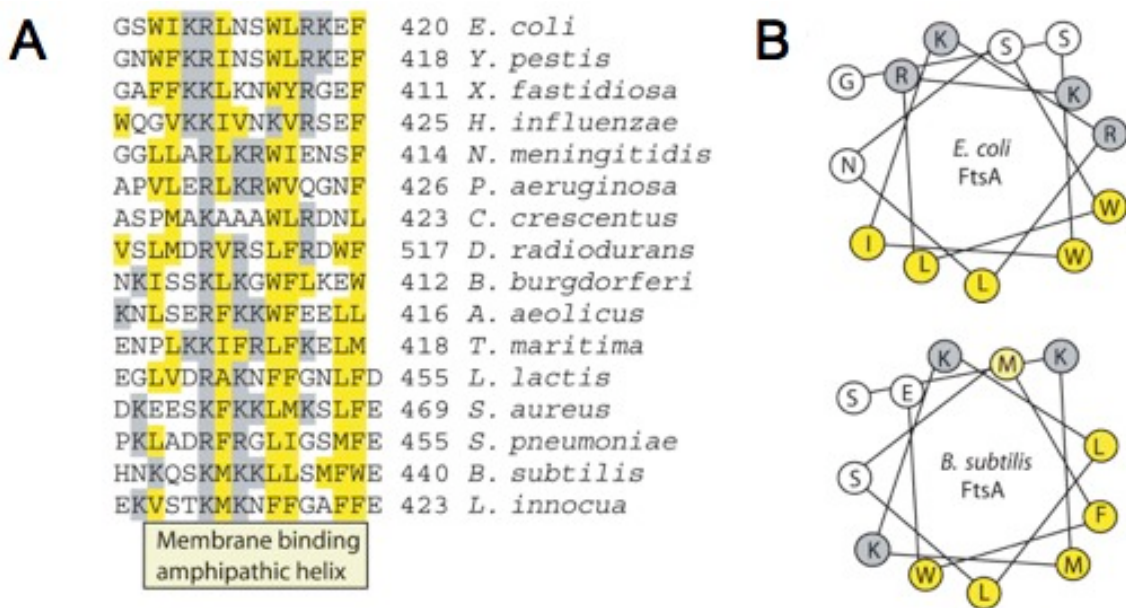 A
GSWIKRLNSWLRKEF 420 E. coli
GNWFKRINSWLRKEF 418 Y. pestis
GAFFKKLKNWYRGEF 411 X. fastidiosa
WQGVKKIVNKVRSEF 425 H. influenzae
GGLLARLKRWIENSF 414 N. meningitidis
APVLERLKRWVQGNF 426 P. aeruginosa
ASPMAKAAAWLRDNL 423 C. crescentus
VSLMDRVRSLFRDWF 517 D. radiodurans
NKISSKLKGWFLKEW 412 B. burgdorferi
KNLSERFKKWFEELL 416 A. aeolicus
ENPLKKIFRLFKELM 418 T. maritima
EGLVDRAKNFFGNLFD 455 L. lactis
DKEESKFKKLMKSLFE 469 S. aureus
PKLADRFRGLIGSMFE 455 S. pneumoniae
HNKQSKMKKLLSMFWE 440 B. subtilis
EKVSTKMKNFFGAFFE 423 L. innocua
Membrane binding
amphipathic helix
B
K S S
G R K
R
N
E. coli
FtsA
W
I L W
L
K M K
S E
L
S
B. subtilis
FtsA
F
K M
W L